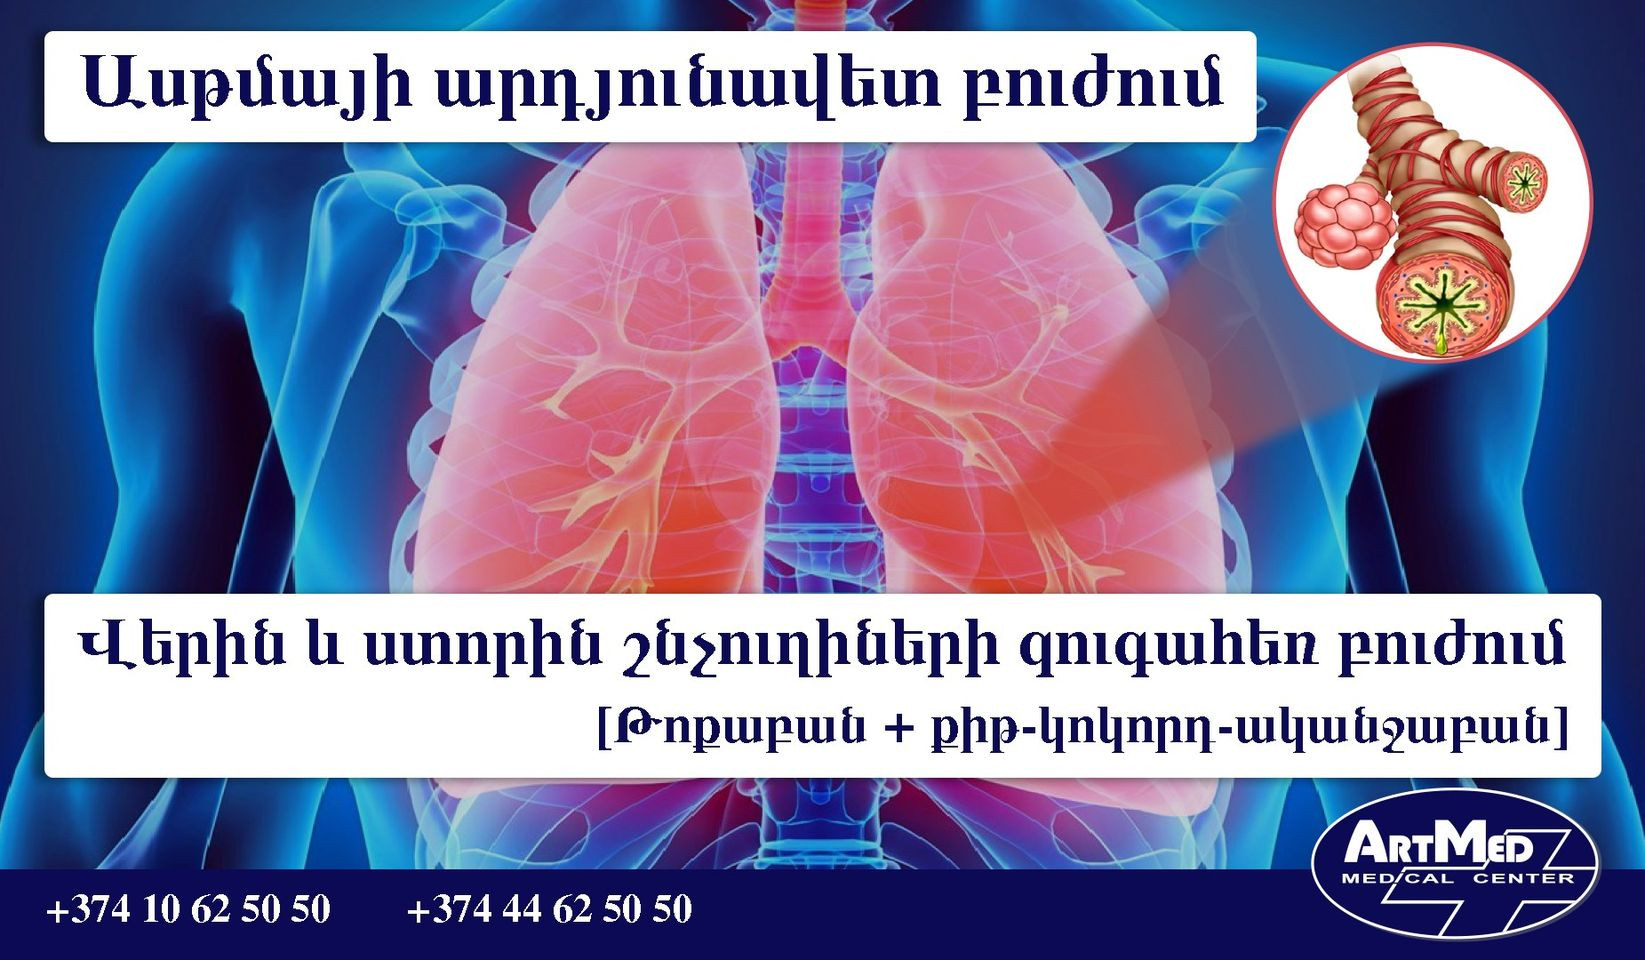 Ասթմայի արդյունավետ բուժում
Վերին և ստորին շնչուղիների զուգահեռ բուժում
[Թոքաբան + քիթ-կոկորդ-ականջաբան]
+374 10 62 50 50 +374 44 62 50 50
ARTMED
MEDICAL CENTER